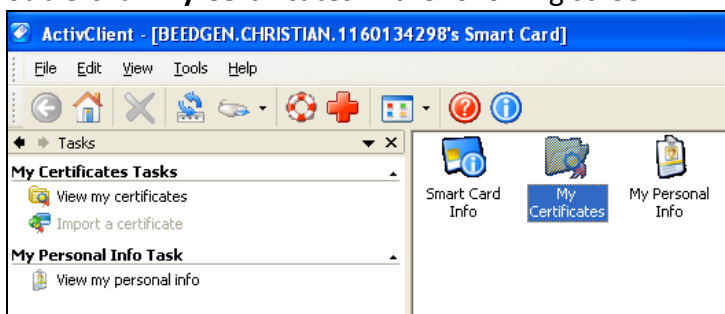 ActivClient - [BEEDGEN.CHRISTIAN.1160134298's Smart Card]
File Edit View Tools Help
Tasks
My Certificates Tasks
View my certificates
Import a certificate
My Personal Info Task
View my personal info
Smart Card Info
My Certificates
My Personal Info